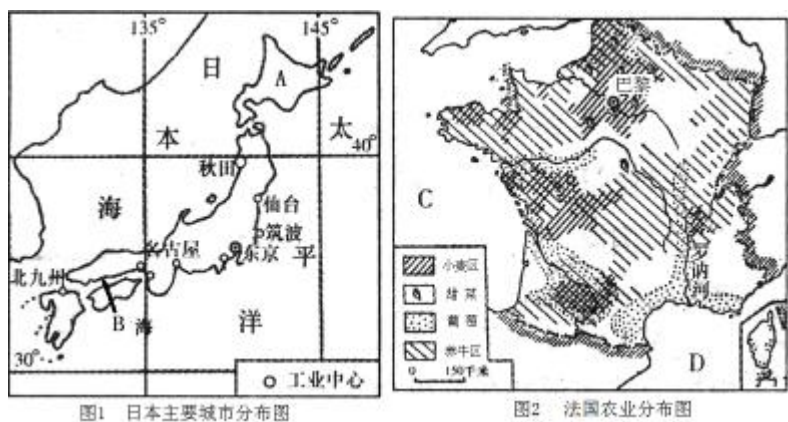 135° 145°
日 A
本 太
40°
秋田
海 仙台
筑波
名古屋
东京 平
北九州
B 海 洋
30°
工业中心
图1 日本主要城市分布图
巴黎
C
罗讷河
小麦区
甜菜
葡萄
养牛区
0 150千米
D
图2 法国农业分布图